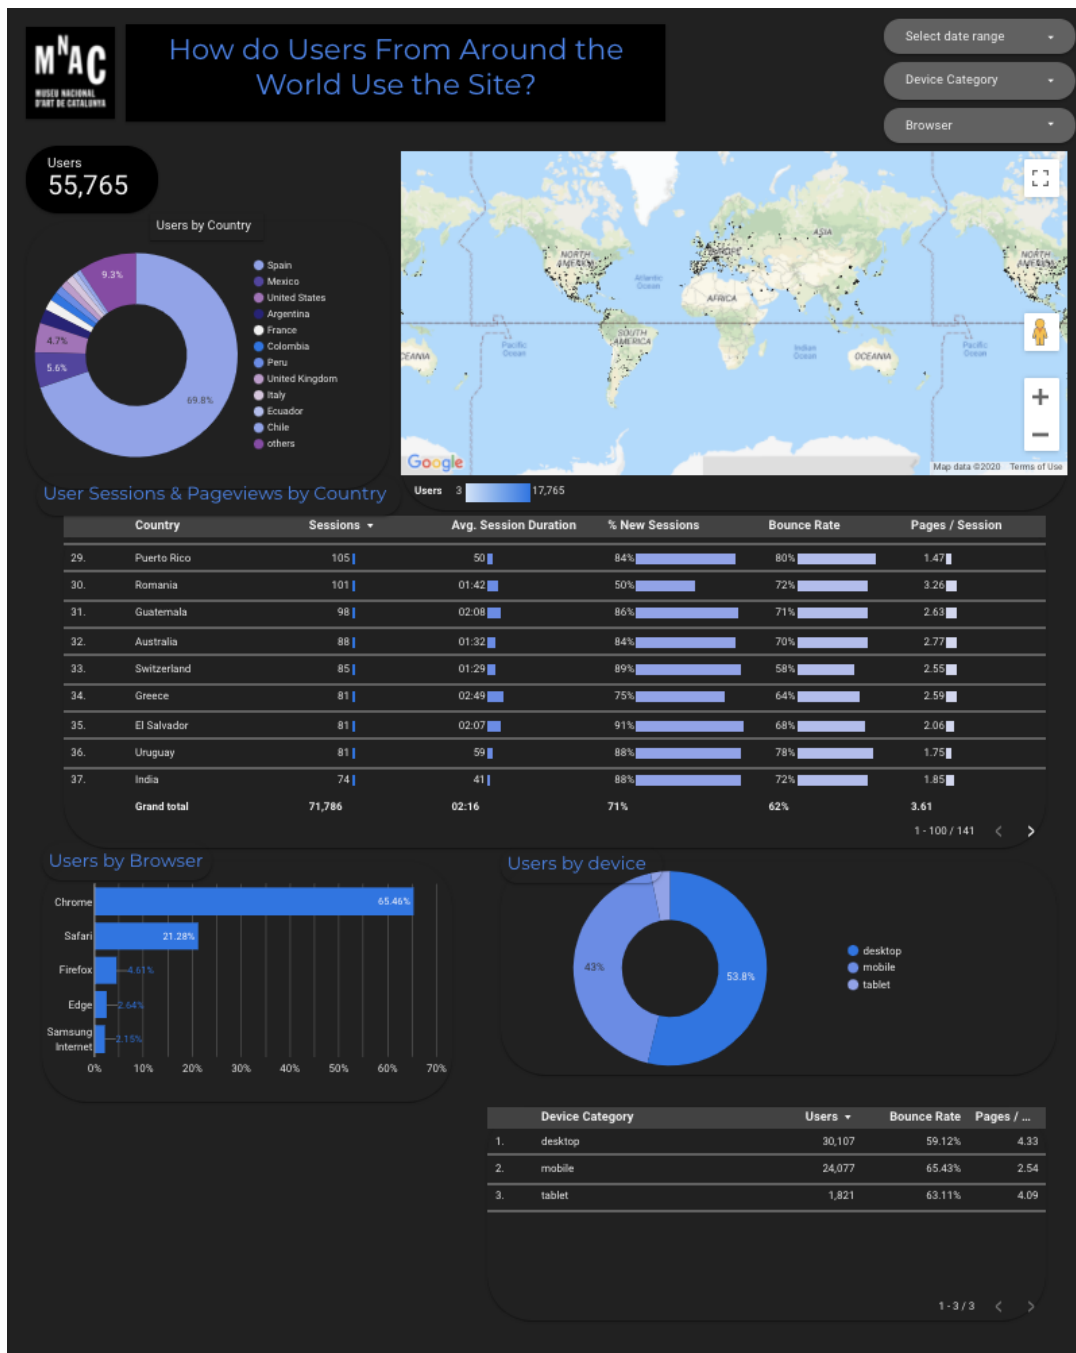 MNAC
MUSEU NACIONAL
D'ART DE CATALUNYA
How do Users From Around the
World Use the Site?
Select date range
Device Category
Browser
Users
55,765
Users by Country
9.3%
4.7%
5.6%
69.8%
Spain
Mexico
United States
Argentina
France
Colombia
Peru
United Kingdom
Italy
Ecuador
Chile
others
NORTH
AMERICA
Atlantic
Ocean
EUROPE
ASIA
AFRICA
NORTH
AMERICA
SOUTH
AMERICA
Pacific
Ocean
Indian
Ocean
OCEANIA
Pacific
Ocean
CEANIA
Google
Map data ©2020 Terms of Use
Users 3 17,765
User Sessions & Pageviews by Country
Country Sessions Avg. Session Duration % New Sessions Bounce Rate Pages / Session
29. Puerto Rico 105 50 84% 80% 1.47
30. Romania 101 01:42 50% 72% 3.26
31. Guatemala 98 02:08 86% 71% 2.63
32. Australia 88 01:32 84% 70% 2.77
33. Switzerland 85 01:29 89% 58% 2.55
34. Greece 81 02:49 75% 64% 2.59
35. El Salvador 81 02:07 91% 68% 2.06
36. Uruguay 81 59 88% 78% 1.75
37. India 74 41 88% 72% 1.85
Grand total 71,786 02:16 71% 62% 3.61
1 - 100 / 141
Users by Browser
Chrome 65.46%
Safari 21.28%
Firefox 4.61%
Edge 2.64%
Samsung
Internet 2.15%
0% 10% 20% 30% 40% 50% 60% 70%
Users by device
43%
53.8%
desktop
mobile
tablet
Device Category Users Bounce Rate Pages / ...
1. desktop 30,107 59.12% 4.33
2. mobile 24,077 65.43% 2.54
3. tablet 1,821 63.11% 4.09
1 - 3 / 3